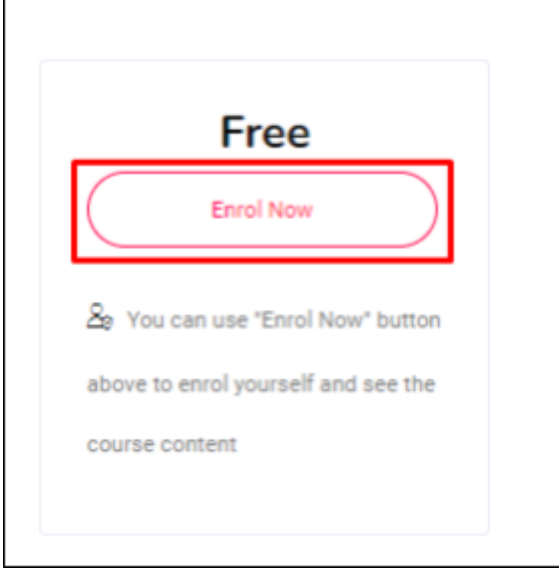 Free
Enrol Now
You can use "Enrol Now" button
above to enrol yourself and see the
course content